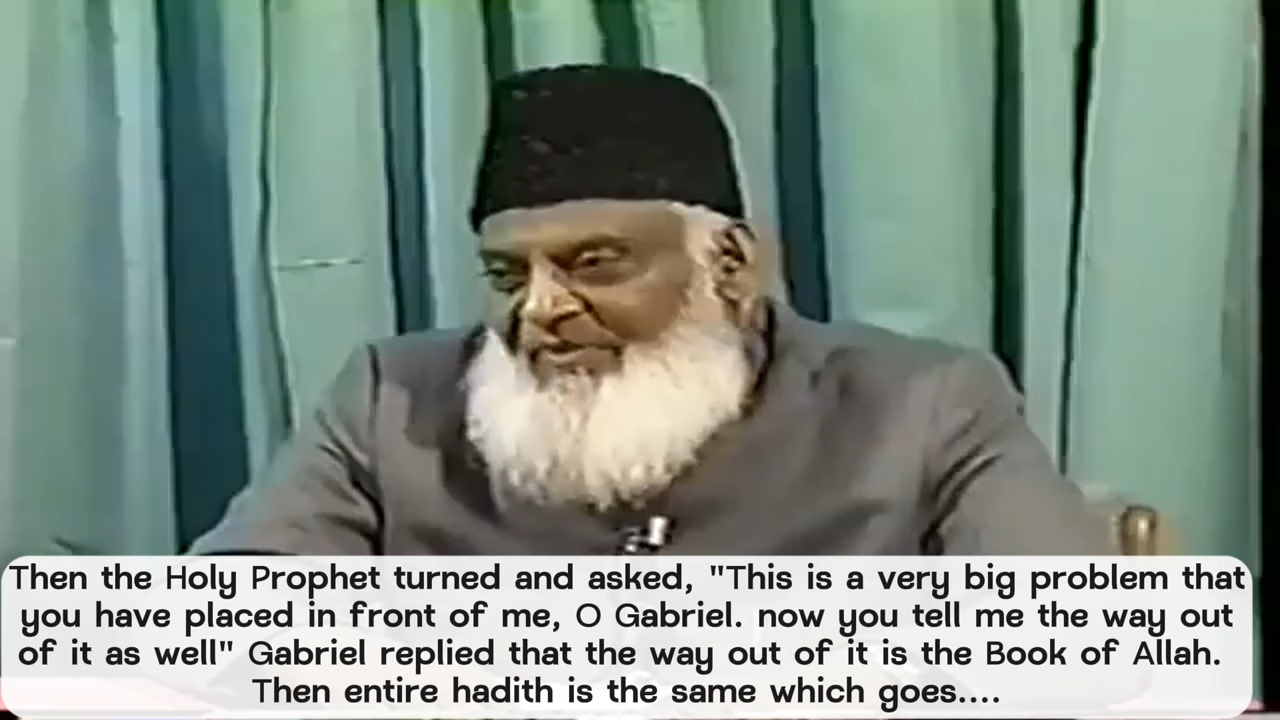 Then the Holy Prophet turned and asked, "This is a very big problem that
you have placed in front of me, O Gabriel. now you tell me the way out
of it as well" Gabriel replied that the way out of it is the Book of Allah.
Then entire hadith is the same which goes....